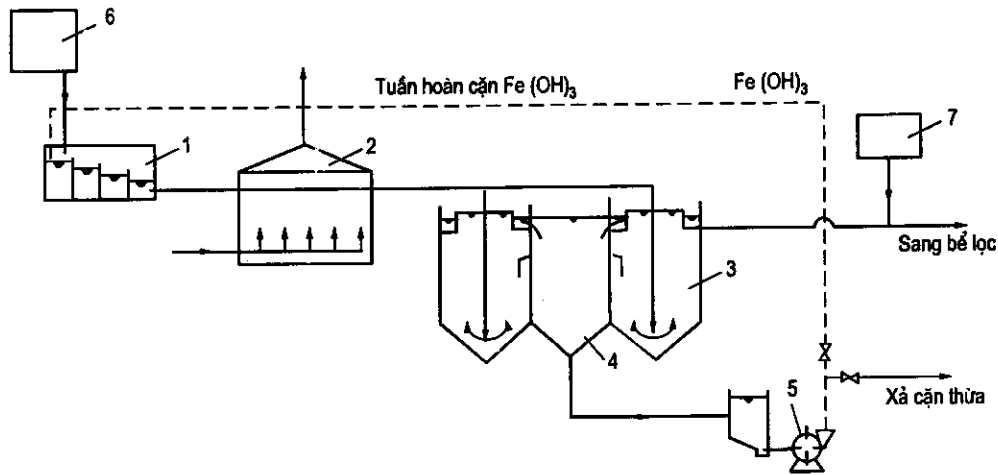 6
Tuần hoàn cặn Fe (OH)₃
Fe (OH)₃
7
1
2
Sang bể lọc
3
4
5
Xả cặn thừa